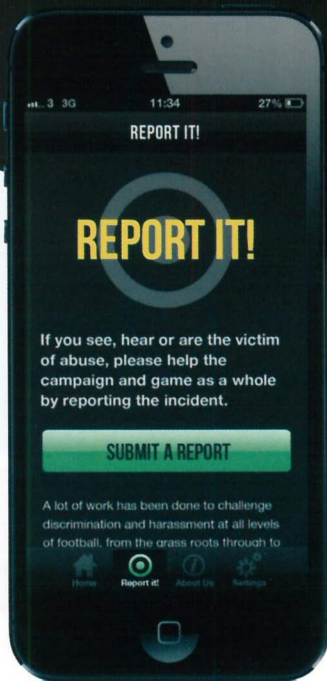 3 3G 11:34 27%
REPORT IT!
REPORT IT!
If you see, hear or are the victim
of abuse, please help the
campaign and game as a whole
by reporting the incident.
SUBMIT A REPORT
A lot of work has been done to challenge
discrimination and harassment at all levels
of football, from the grass roots through to
Home Report it! About Us Settings